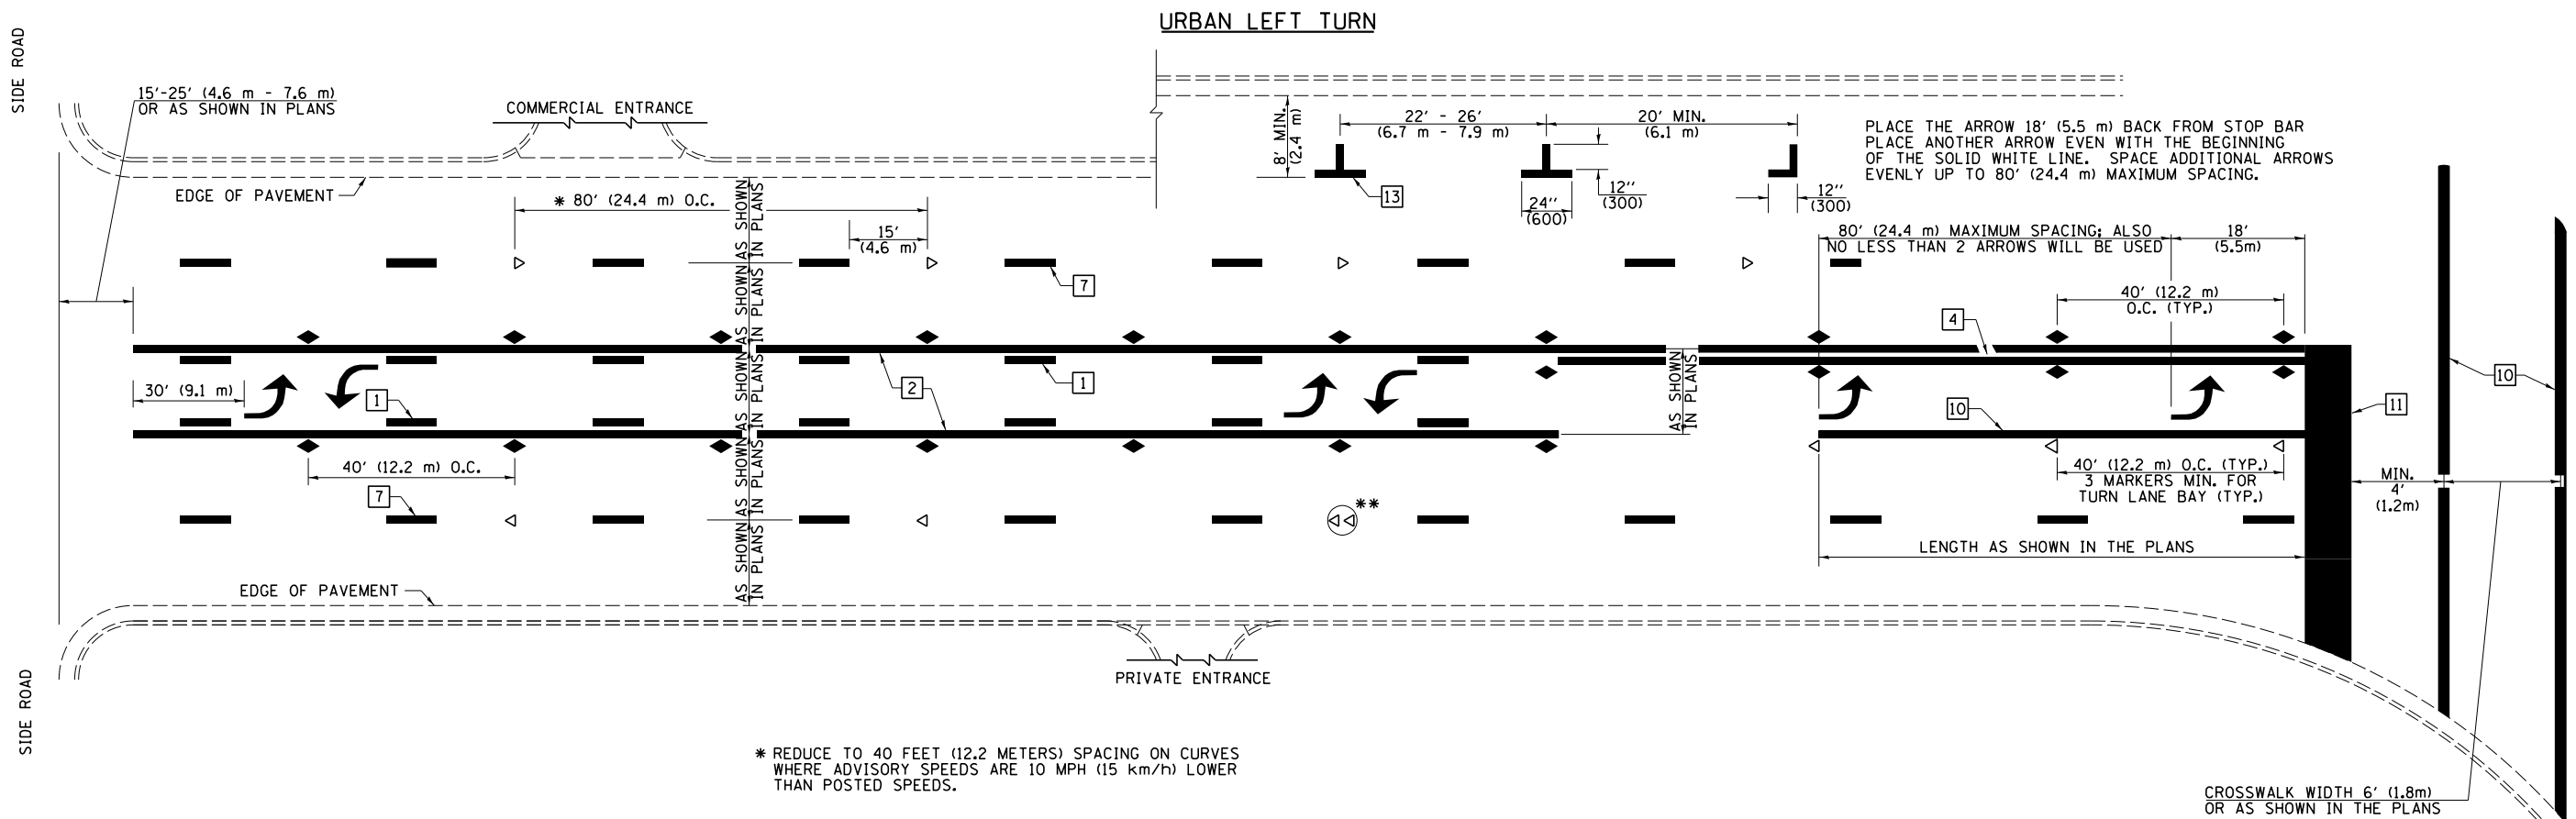 URBAN LEFT TURN
SIDE ROAD
15'-25' (4.6 m - 7.6 m)
OR AS SHOWN IN PLANS
COMMERCIAL ENTRANCE
EDGE OF PAVEMENT
8' MIN.
(2.4 m)
22' - 26'
(6.7 m - 7.9 m)
20' MIN.
(6.1 m)
13
24''
(600)
12''
(300)
12''
(300)
PLACE THE ARROW 18' (5.5 m) BACK FROM STOP BAR
PLACE ANOTHER ARROW EVEN WITH THE BEGINNING
OF THE SOLID WHITE LINE. SPACE ADDITIONAL ARROWS
EVENLY UP TO 80' (24.4 m) MAXIMUM SPACING.
* 80' (24.4 m) O.C.
15'
(4.6 m)
AS SHOWN
IN PLANS
AS SHOWN
IN PLANS
AS SHOWN
IN PLANS
AS SHOWN
IN PLANS
AS SHOWN
IN PLANS
7
80' (24.4 m) MAXIMUM SPACING; ALSO
NO LESS THAN 2 ARROWS WILL BE USED
18'
(5.5m)
40' (12.2 m)
O.C. (TYP.)
4
30' (9.1 m)
1
2
1
AS SHOWN
IN PLANS
10
11
10
40' (12.2 m) O.C.
7
**
40' (12.2 m) O.C. (TYP.)
3 MARKERS MIN. FOR
TURN LANE BAY (TYP.)
MIN.
4'
(1.2m)
LENGTH AS SHOWN IN THE PLANS
EDGE OF PAVEMENT
SIDE ROAD
PRIVATE ENTRANCE
* REDUCE TO 40 FEET (12.2 METERS) SPACING ON CURVES
WHERE ADVISORY SPEEDS ARE 10 MPH (15 km/h) LOWER
THAN POSTED SPEEDS.
CROSSWALK WIDTH 6' (1.8m)
OR AS SHOWN IN THE PLANS